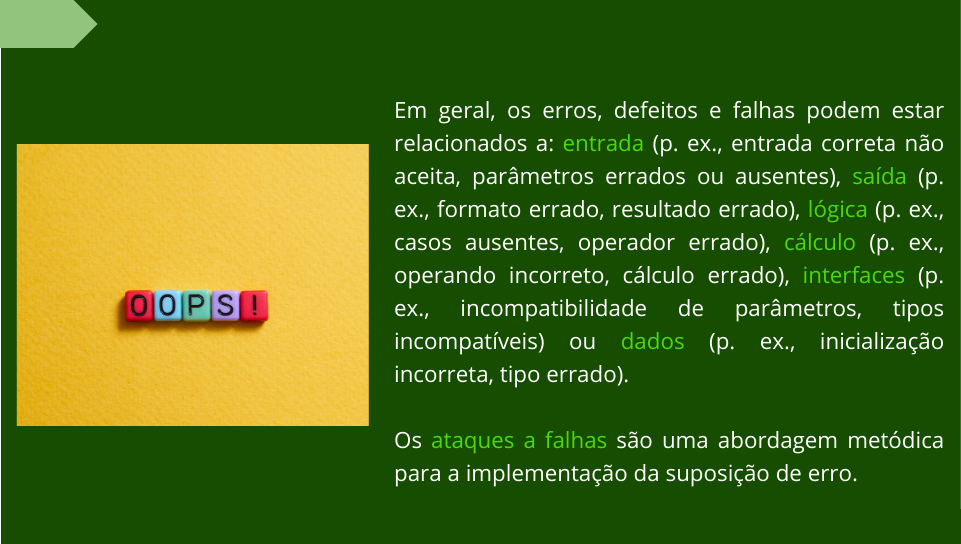 OOPS!
Em geral, os erros, defeitos e falhas podem estar
relacionados a: entrada (p. ex., entrada correta não
aceita, parâmetros errados ou ausentes), saída (p.
ex., formato errado, resultado errado), lógica (p. ex.,
casos ausentes, operador errado), cálculo (p. ex.,
operando incorreto, cálculo errado), interfaces (p.
ex., incompatibilidade de parâmetros, tipos
incompatíveis) ou dados (p. ex., inicialização
incorreta, tipo errado).
Os ataques a falhas são uma abordagem metódica
para a implementação da suposição de erro.